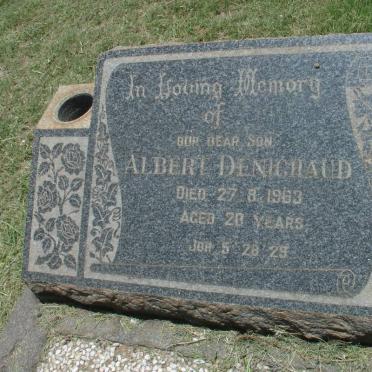 In Loving Memory
of
OUR DEAR SON
ALBERT DENICHAUD
DIED 27·8·1963
AGED 20 YEARS
JOH 5·28·29